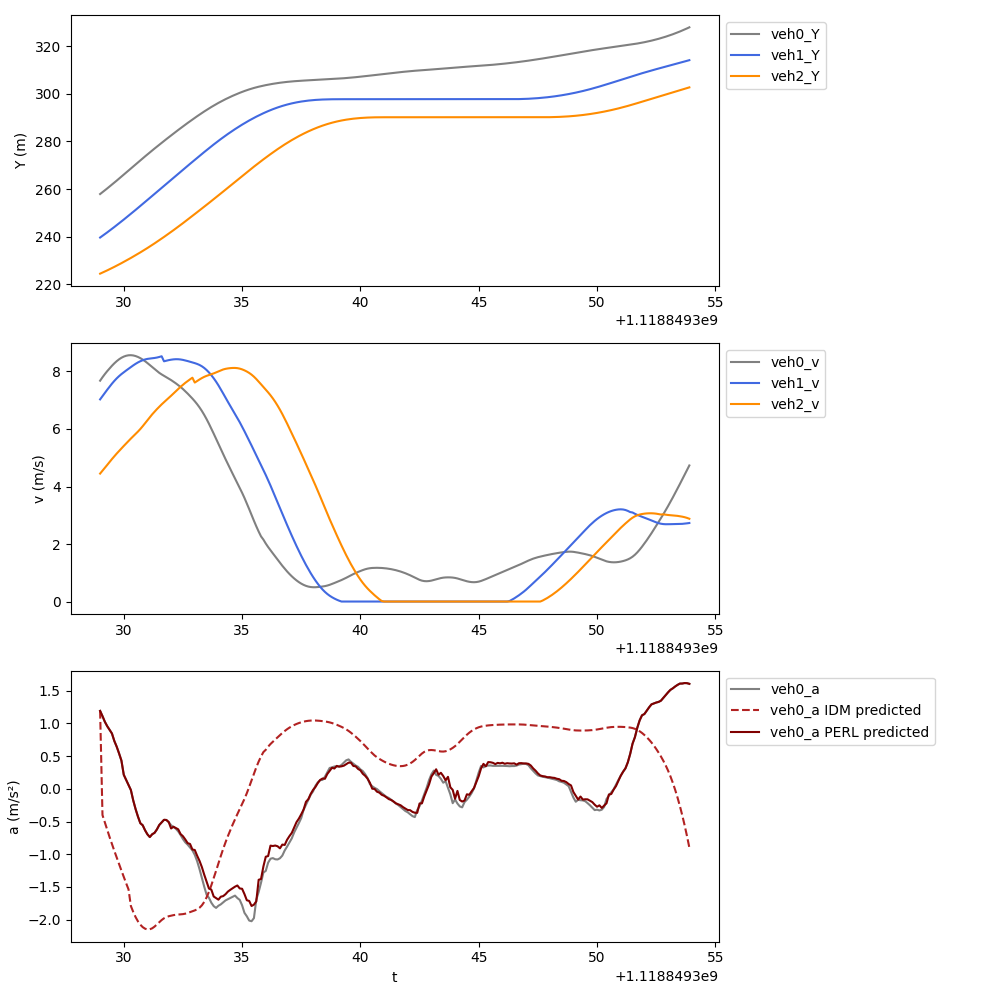 320
300
280
260
240
220
Y (m)
30 35 40 45 50 55
+1.1188493e9
veh0_Y
veh1_Y
veh2_Y
8
6
4
2
0
v (m/s)
30 35 40 45 50 55
+1.1188493e9
veh0_v
veh1_v
veh2_v
1.5
1.0
0.5
0.0
−0.5
−1.0
−1.5
−2.0
a (m/s²)
30 35 40 45 50 55
t
+1.1188493e9
veh0_a
veh0_a IDM predicted
veh0_a PERL predicted